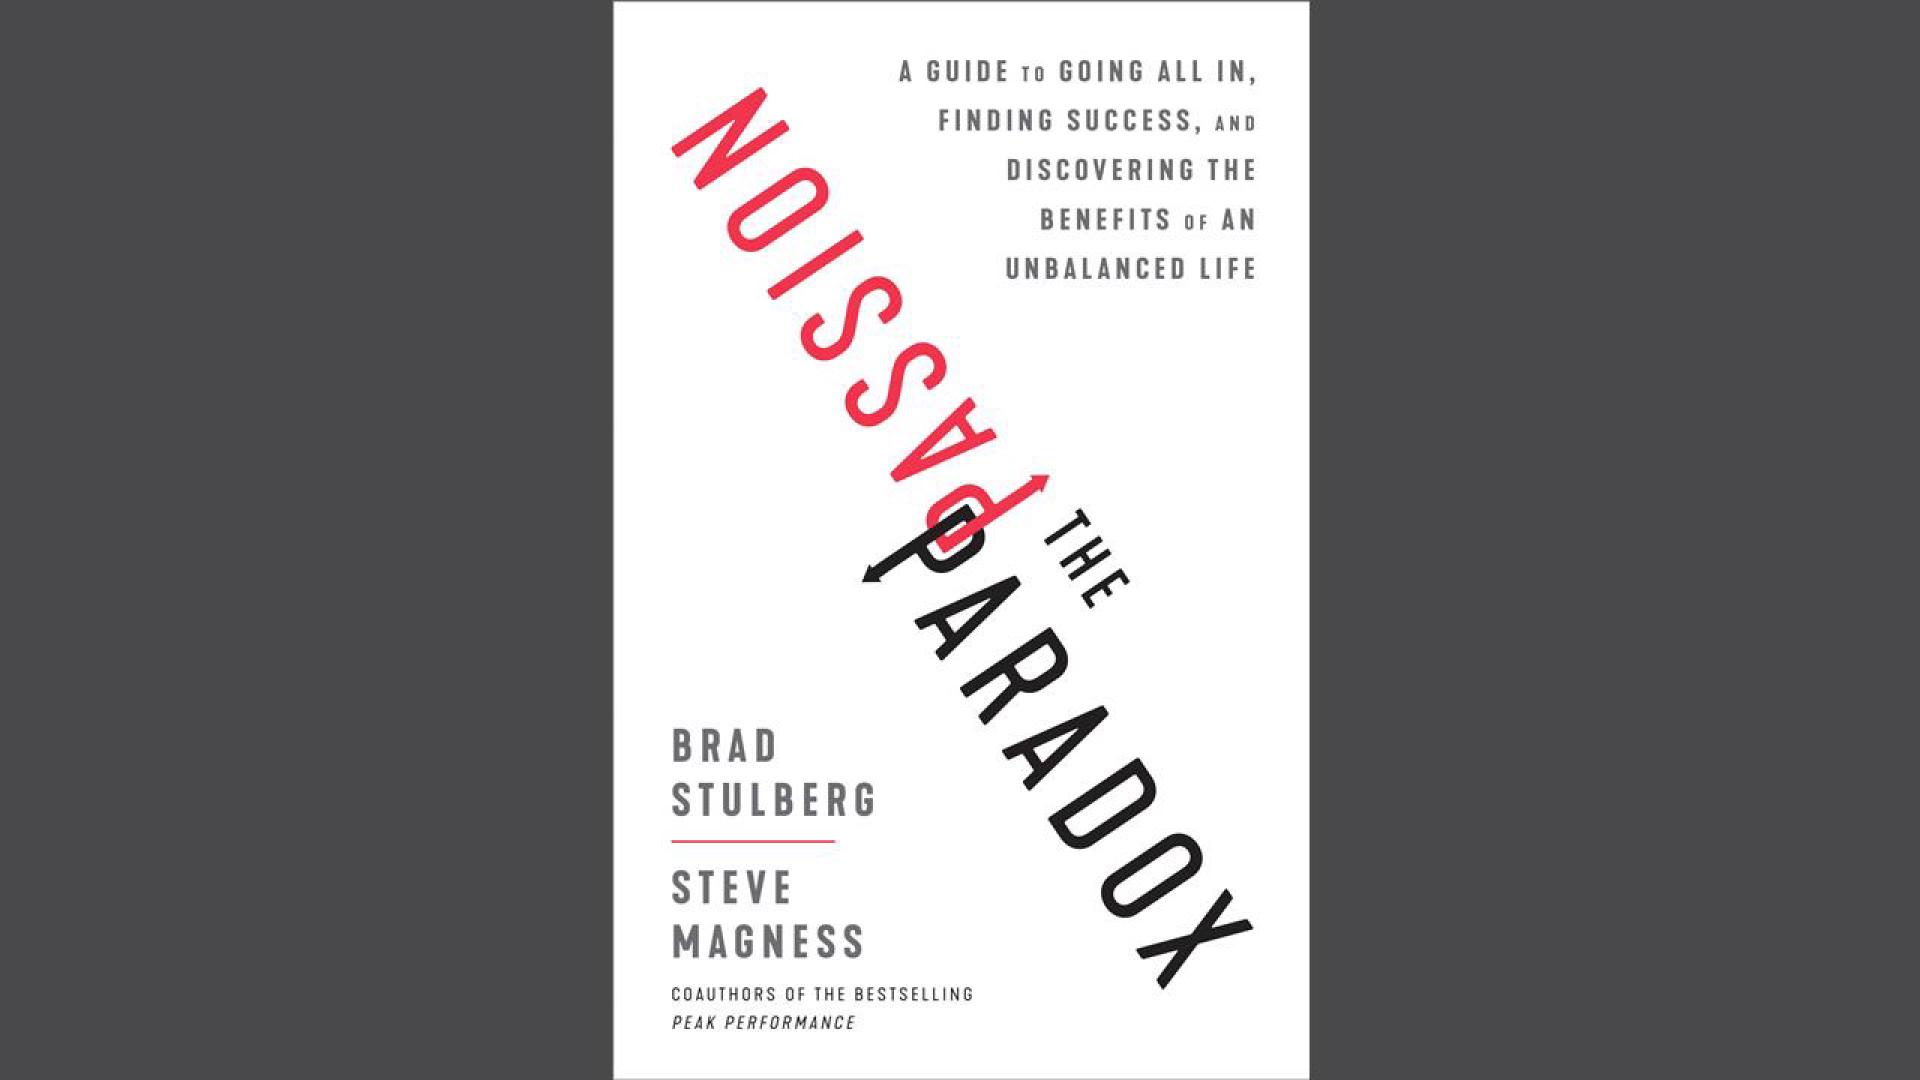 A GUIDE TO GOING ALL IN,
FINDING SUCCESS, AND
DISCOVERING THE
BENEFITS OF AN
UNBALANCED LIFE
THE
PASSION
PARADOX
BRAD
STULBERG
STEVE
MAGNESS
COAUTHORS OF THE BESTSELLING
PEAK PERFORMANCE